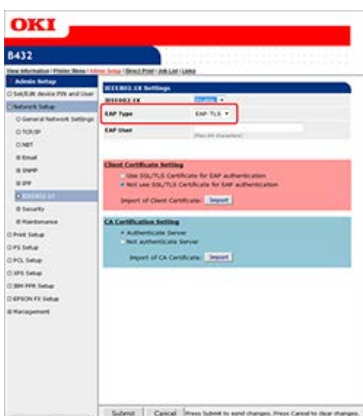 OKI
B432
View Information | Printer Menu | Admin Setup | Direct Print | Job List | Links
Admin Setup
Set/Edit device PIN and User
Network Setup
General Network Settings
TCP/IP
NBT
Email
SNMP
IPP
IEEE802.1X
Security
Maintenance
Print Setup
PS Setup
PCL Setup
XPS Setup
IBM PPR Setup
EPSON FX Setup
Management
IEEE802.1X Settings
IEEE802.1X
EAP Type EAP-TLS
EAP User
Client Certificate Setting
Use SSL/TLS Certificate for EAP authentication
Not use SSL/TLS Certificate for EAP authentication
Import of Client Certificate: Import
CA Certification Setting
Authenticate Server
Not authenticate Server
Import of CA Certificate: Import
Submit Cancel Press Submit to send changes. Press Cancel to clear changes.